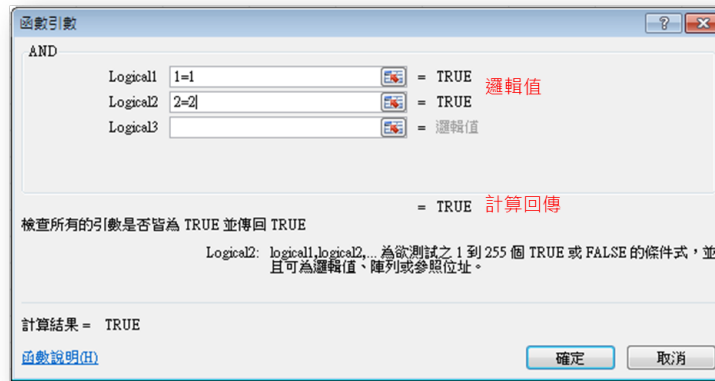 函數引數
AND
Logical1 1=1 = TRUE 邏輯值
Logical2 2=2 = TRUE
Logical3 = 邏輯值
= TRUE 計算回傳
檢查所有的引數是否皆為 TRUE 並傳回 TRUE
Logical2: logical1,logical2,... 為欲測試之 1 到 255 個 TRUE 或 FALSE 的條件式，並
且可為邏輯值、陣列或參照位址。
計算結果 = TRUE
函數說明(H) 確定 取消